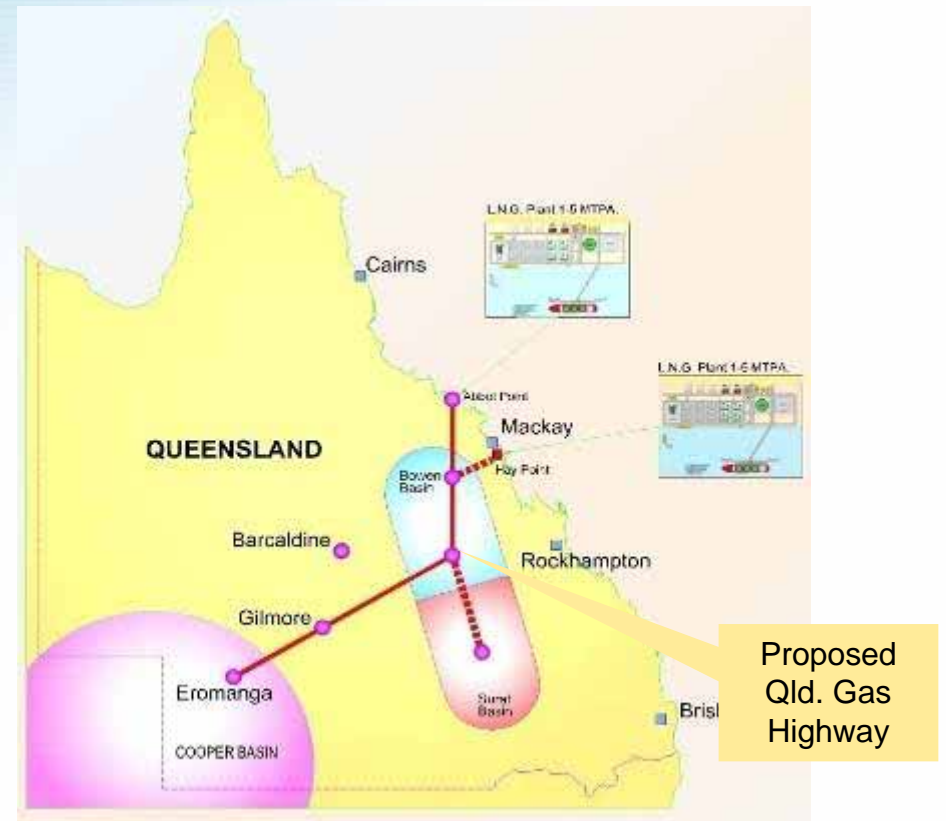 L.N.G. Plant 1-5 MTPA.
Cairns
L.N.G. Plant 1-5 MTPA.
Abbot Point
Mackay
QUEENSLAND
Hay Point
Bowen
Basin
Barcaldine
Rockhampton
Gilmore
Proposed
Qld. Gas
Highway
Eromanga
Surat
Basin
Bris
COOPER BASIN